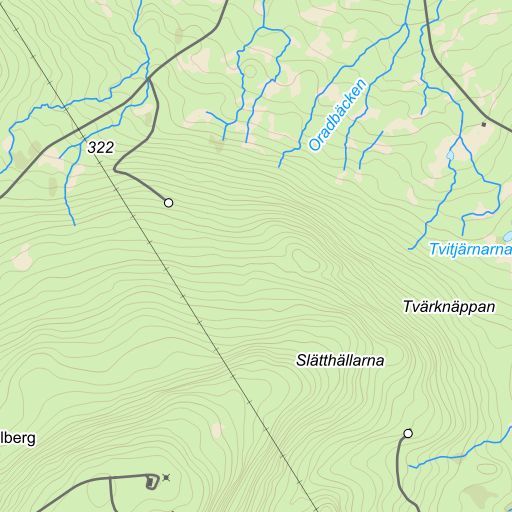 Oradbäcken
322
Tvitjärnarna
Tvärknäppan
Slätthällarna
lberg